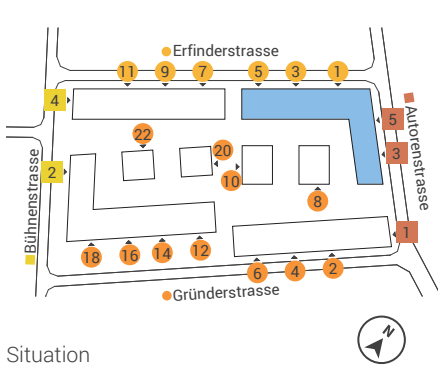 Erfinderstrasse
11 9 7 5 3 1
4
5
Autorenstrasse
22
20
3
Bühnenstrasse
2
10
8
1
18 16 14 12
6 4 2
Gründerstrasse
N
Situation